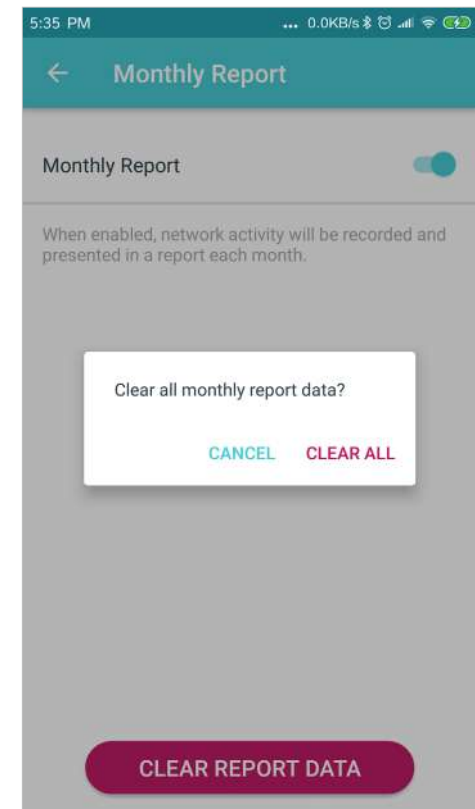 5:35 PM ... 0.0KB/s
Monthly Report
Monthly Report
When enabled, network activity will be recorded and
presented in a report each month.
Clear all monthly report data?
CANCEL CLEAR ALL
CLEAR REPORT DATA